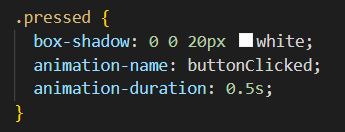 .pressed {
    box-shadow: 0 0 20px white;
    animation-name: buttonClicked;
    animation-duration: 0.5s;
}